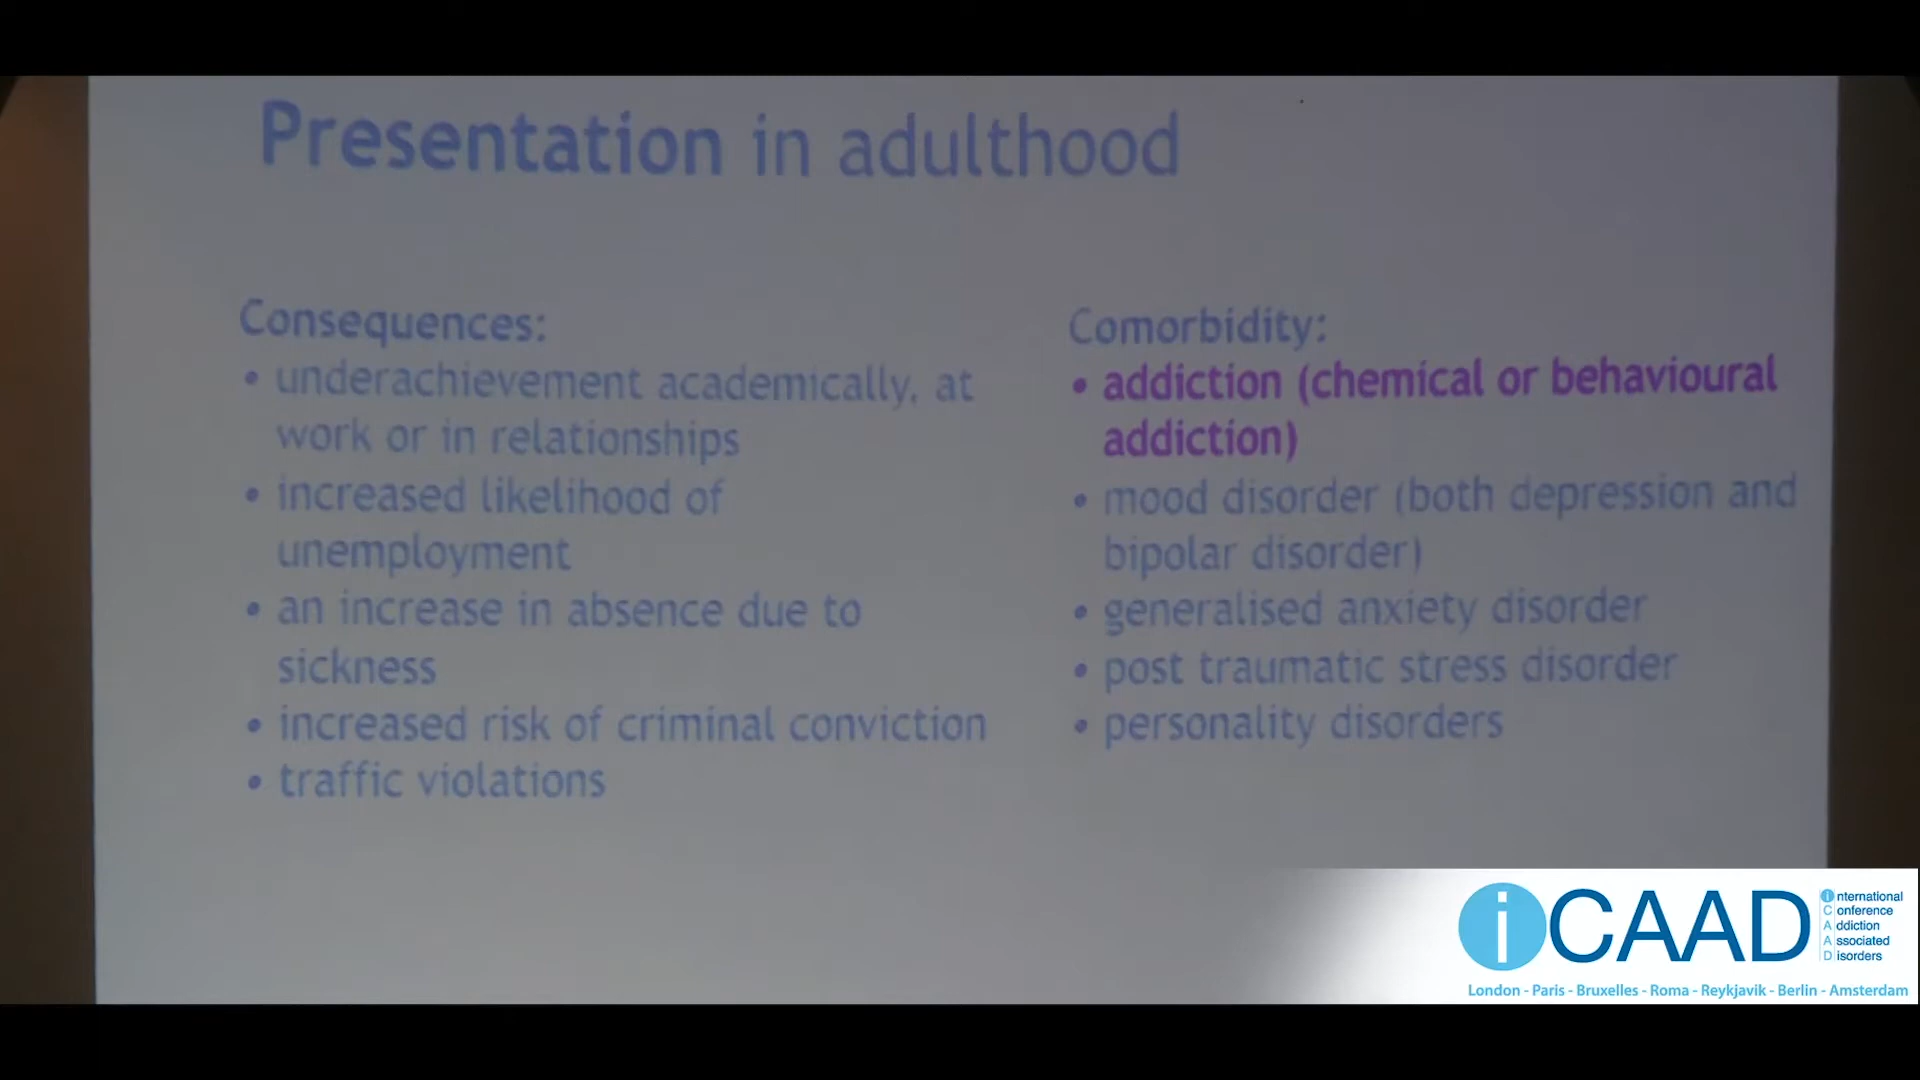 Presentation in adulthood
Consequences:
• underachievement academically, at
work or in relationships
• increased likelihood of
unemployment
• an increase in absence due to
sickness
• increased risk of criminal conviction
• traffic violations
Comorbidity:
• addiction (chemical or behavioural
addiction)
• mood disorder (both depression and
bipolar disorder)
• generalised anxiety disorder
• post traumatic stress disorder
• personality disorders
iCAAD
international
Conference
Addiction
Associated
Disorders
London - Paris - Bruxelles - Roma - Reykjavik - Berlin - Amsterdam